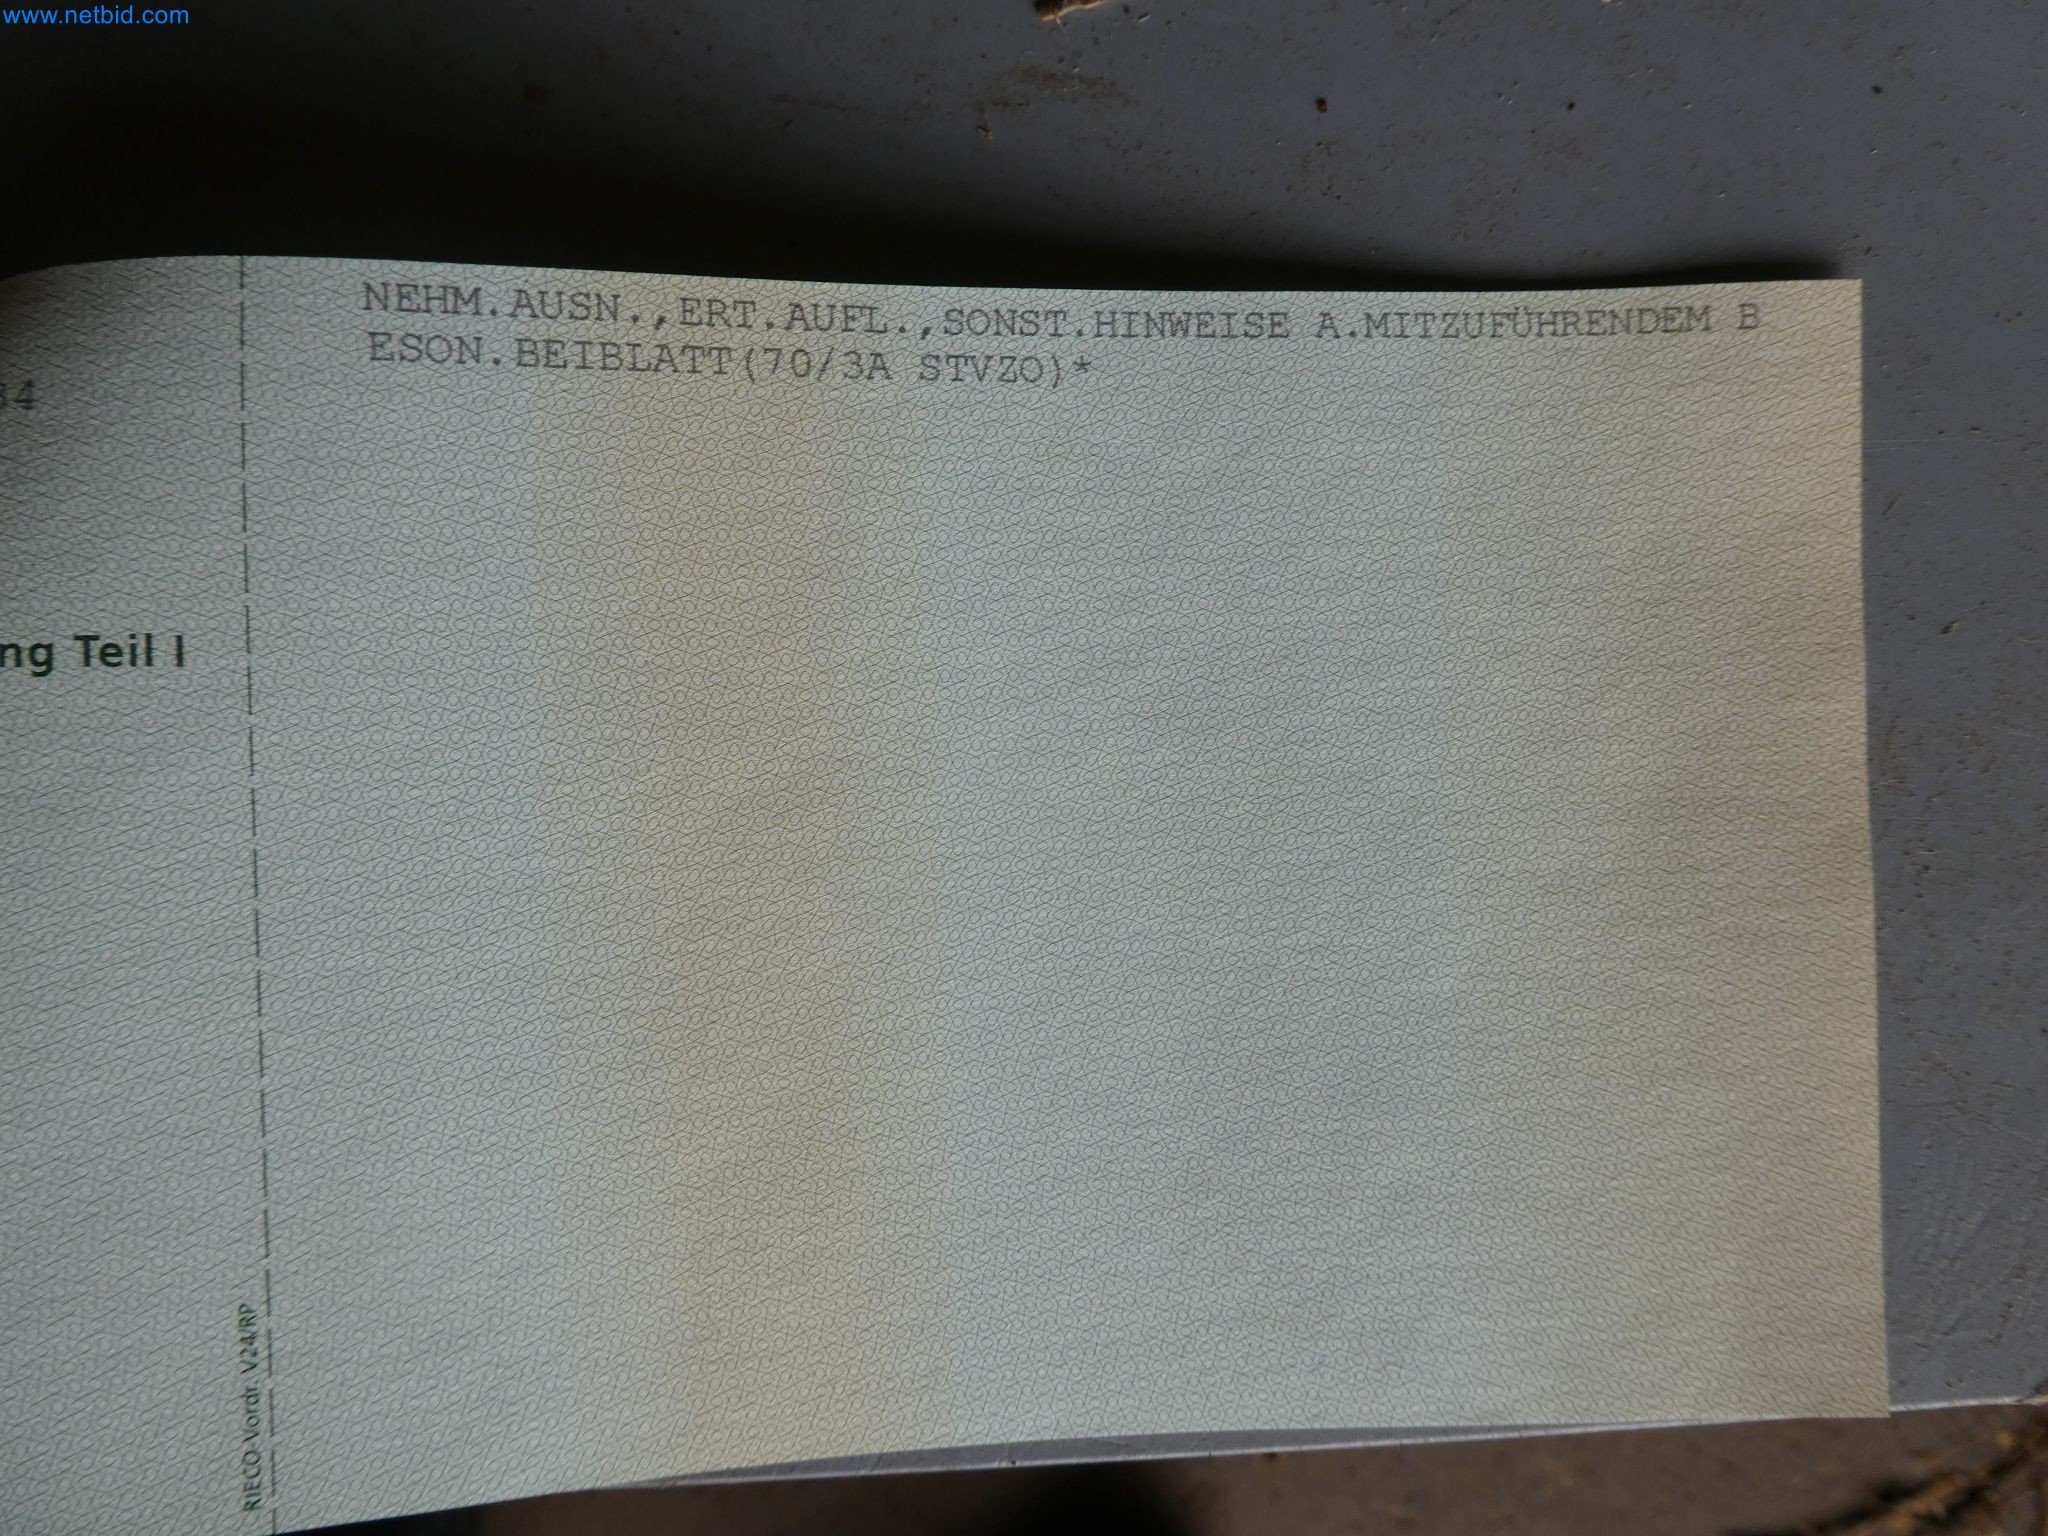 www.netbid.com
NEHM.AUSN.,ERT.AUFL.,SONST.HINWEISE A.MITZUFÜHRENDEM B
ESON.BEIBLATT(70/3A STVZO)*
34
ng Teil I
RIECO Vordr. V24/RP